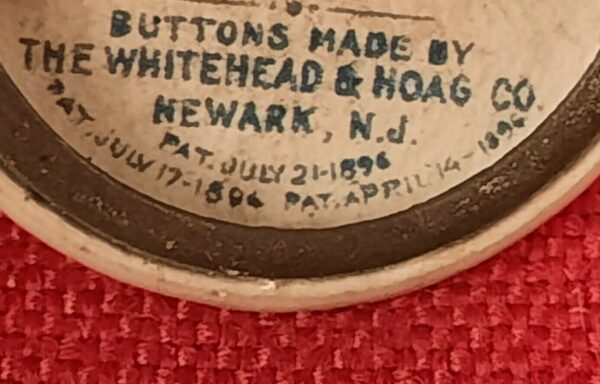 BUTTONS MADE BY
THE WHITEHEAD & HOAG CO.
NEWARK, N.J.
PAT. JULY 21-1896
PAT. JULY 17-1894 PAT. APRIL 14-1896